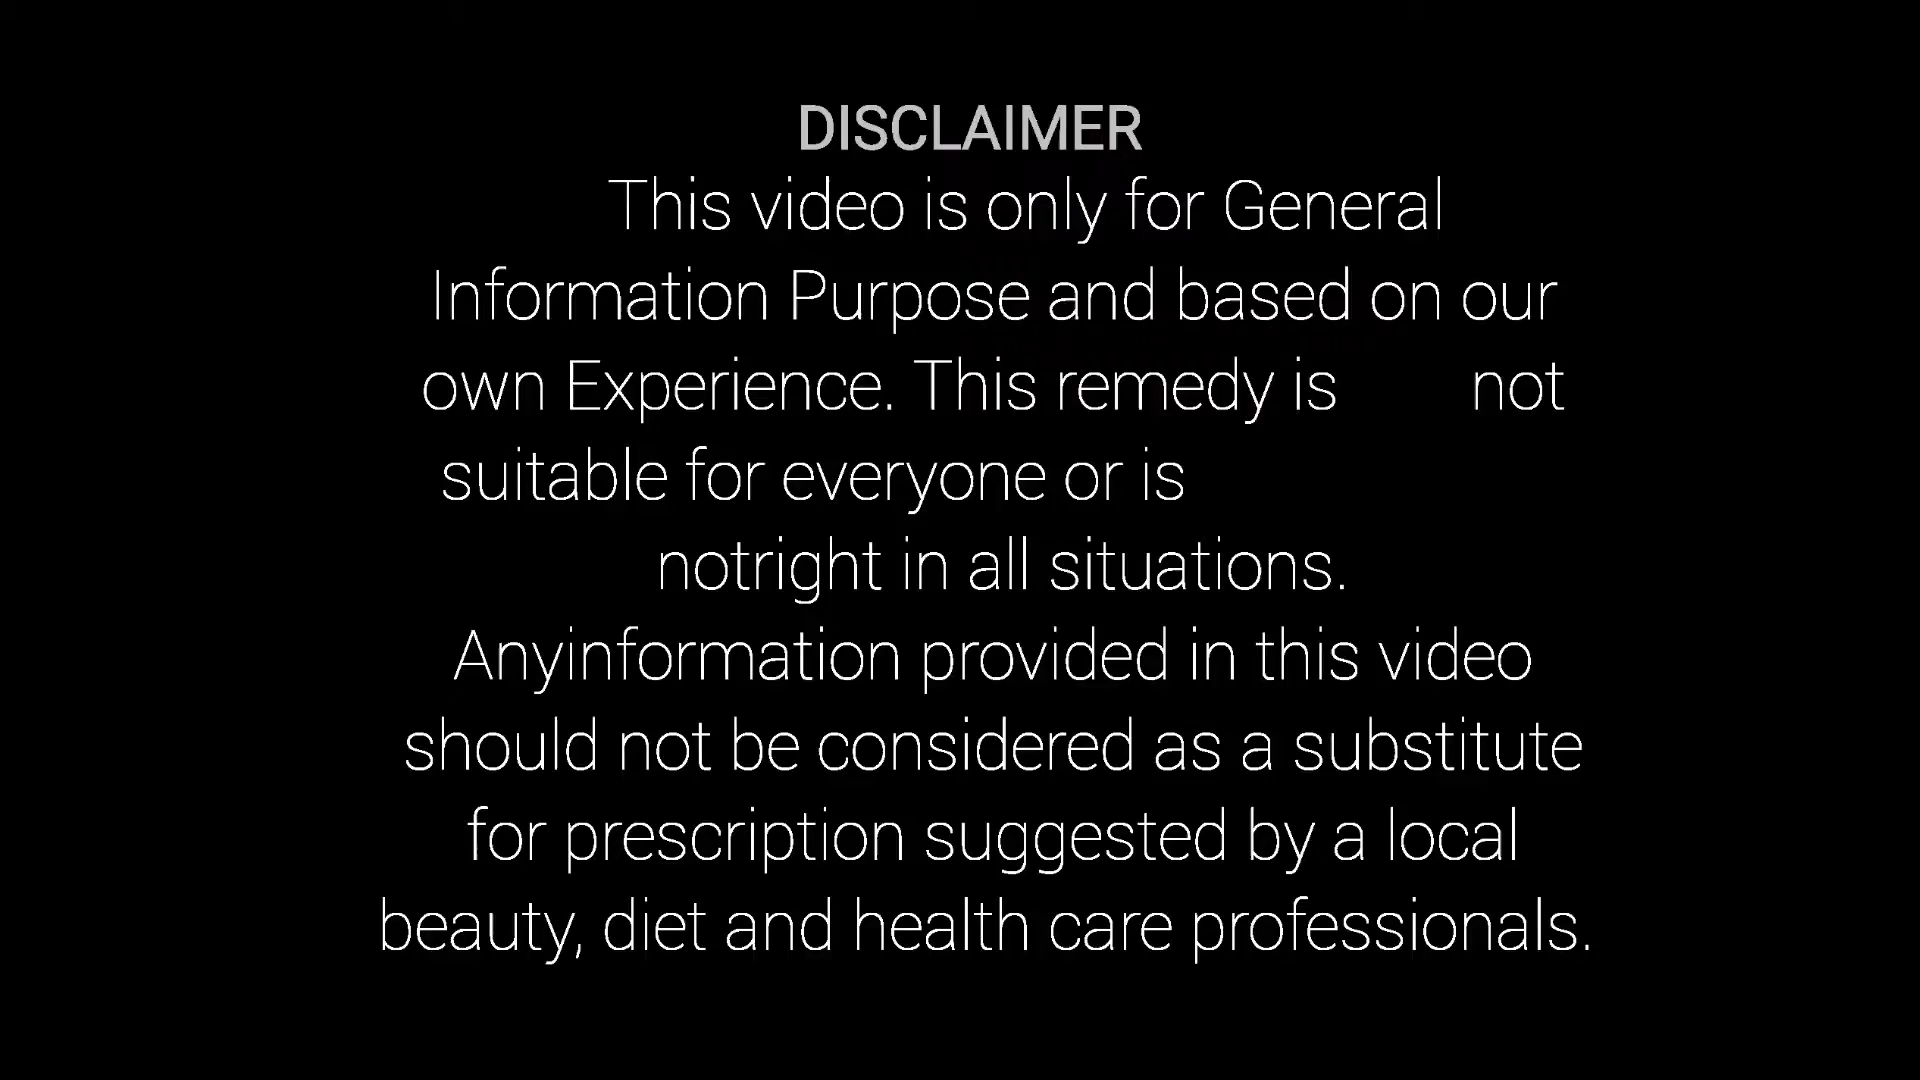 DISCLAIMER
This video is only for General
Information Purpose and based on our
own Experience. This remedy is not
suitable for everyone or is
notright in all situations.
Anyinformation provided in this video
should not be considered as a substitute
for prescription suggested by a local
beauty, diet and health care professionals.